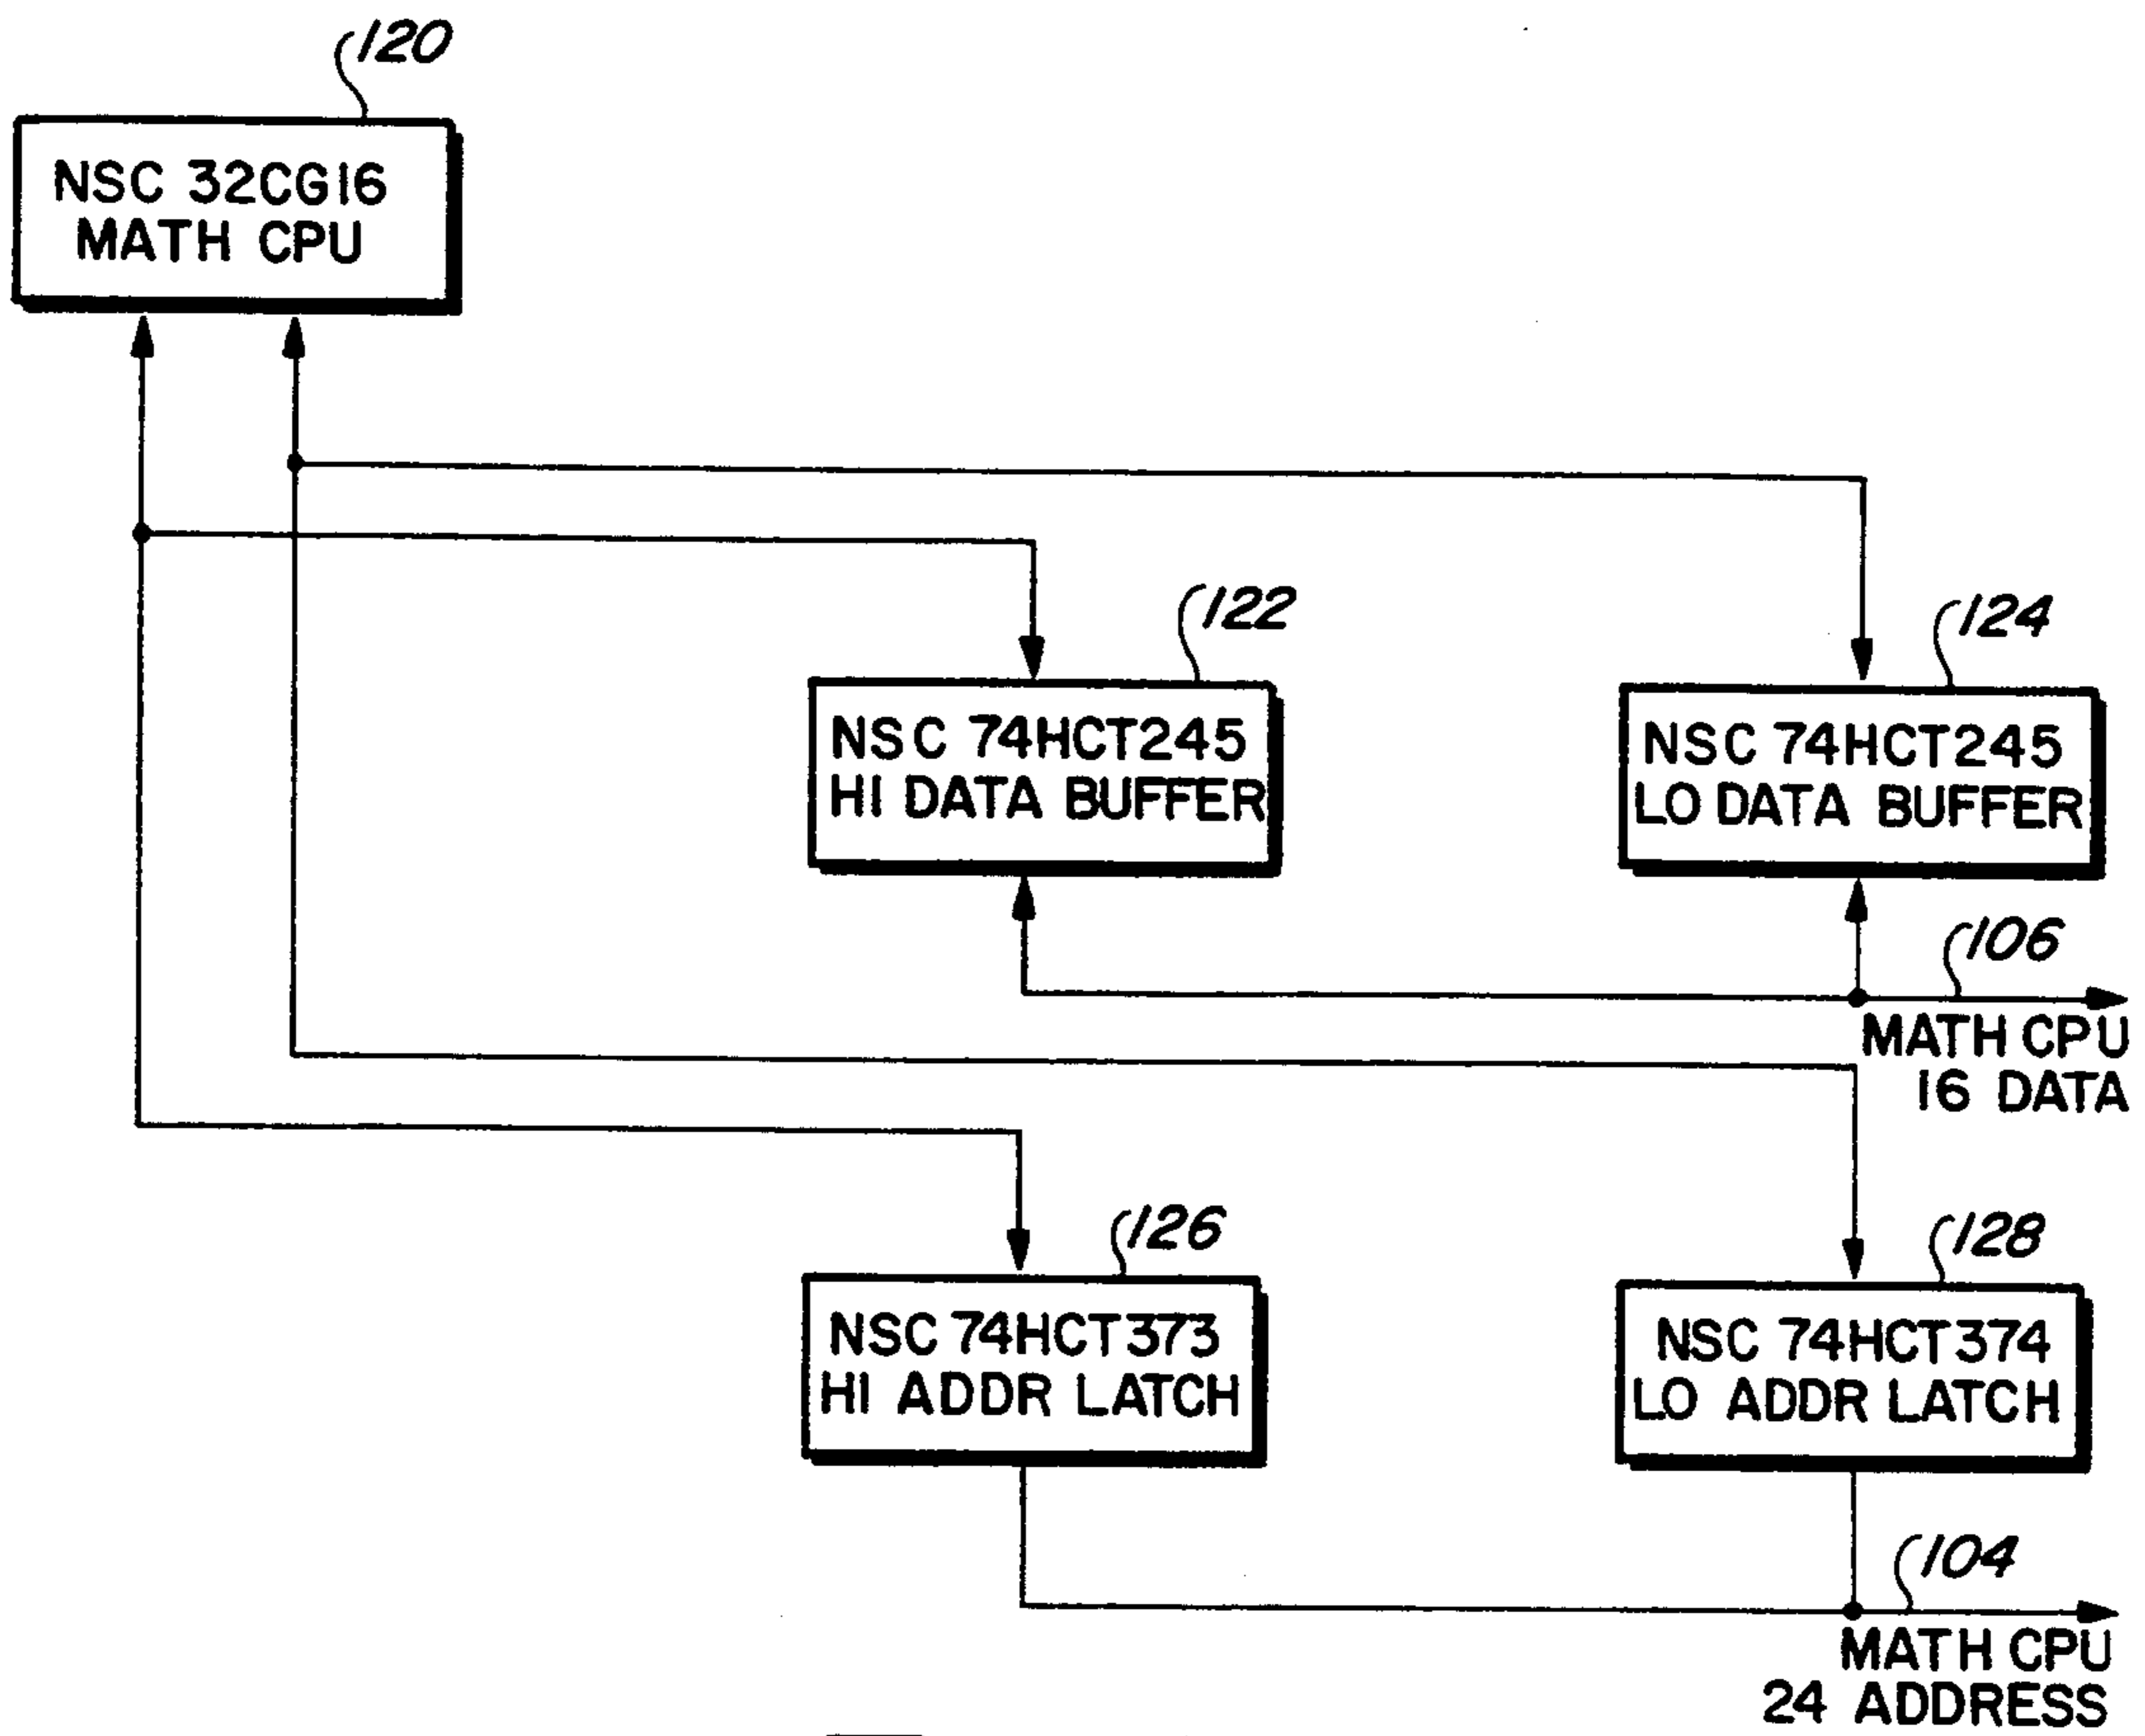 120
NSC 32CG16
MATH CPU
122
124
NSC 74HCT245
HI DATA BUFFER
NSC 74HCT245
LO DATA BUFFER
106
MATH CPU
16 DATA
126
128
NSC 74HCT373
HI ADDR LATCH
NSC 74HCT374
LO ADDR LATCH
104
MATH CPU
24 ADDRESS